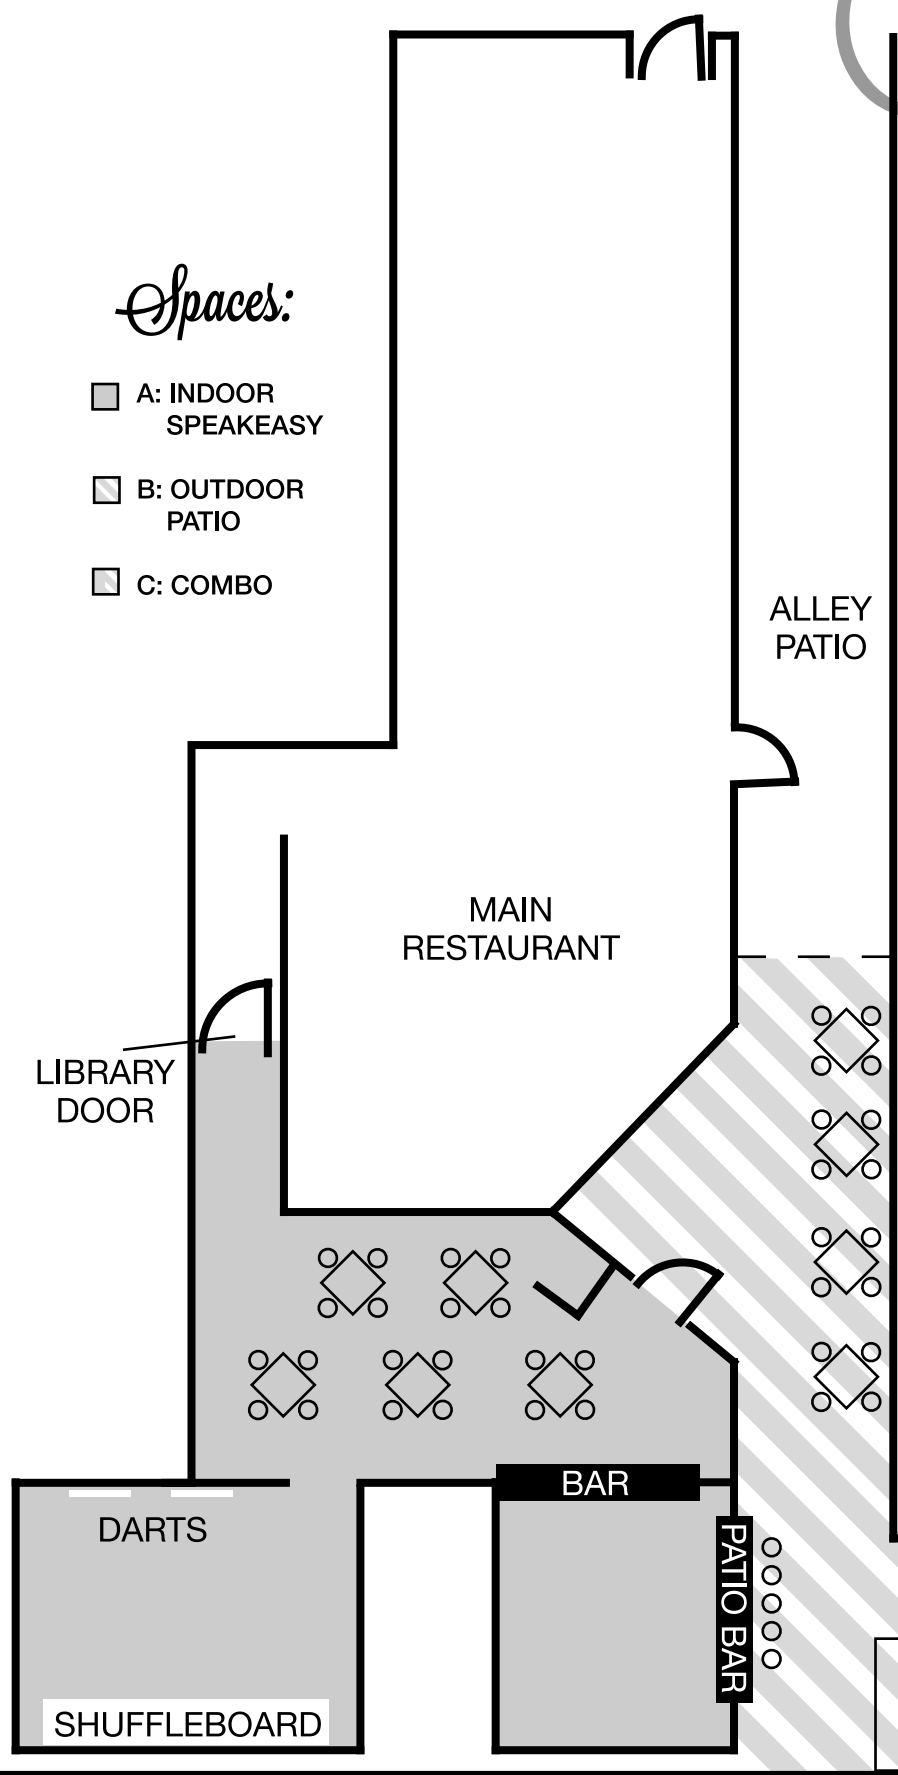 Spaces:
A: INDOOR
SPEAKEASY
B: OUTDOOR
PATIO
C: COMBO
ALLEY
PATIO
MAIN
RESTAURANT
LIBRARY
DOOR
BAR
DARTS
PATIO BAR
SHUFFLEBOARD